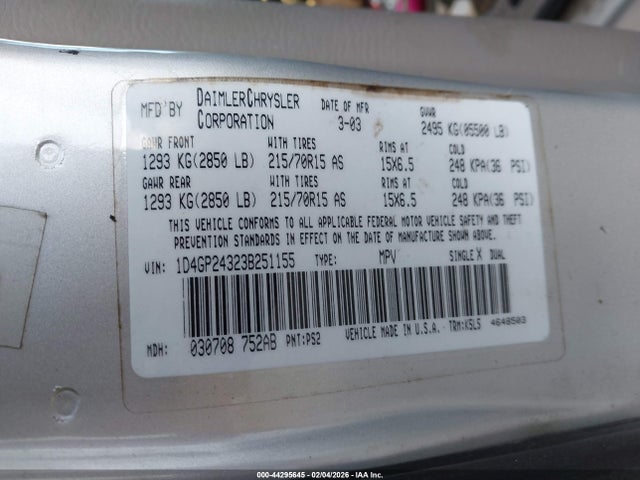 MFD'BY DAIMLERCHRYSLER CORPORATION DATE OF MFR 3-03 GVWR 2495 KG(05500 LB)
GAWR FRONT WITH TIRES RIMS AT COLD
1293 KG(2850 LB) 215/70R15 AS 15X6.5 248 KPA(36 PSI)
GAWR REAR WITH TIRES RIMS AT COLD
1293 KG(2850 LB) 215/70R15 AS 15X6.5 248 KPA(36 PSI)
THIS VEHICLE CONFORMS TO ALL APPLICABLE FEDERAL MOTOR VEHICLE SAFETY AND THEFT
PREVENTION STANDARDS IN EFFECT ON THE DATE OF MANUFACTURE SHOWN ABOVE.
VIN: 1D4GP24323B251155 TYPE: MPV SINGLE X DUAL
MDH: 030708 752AB PNT:PS2 VEHICLE MADE IN U.S.A. TRM:K5L5 4648503
000-44295645 - 02/04/2026 - IAA Inc.